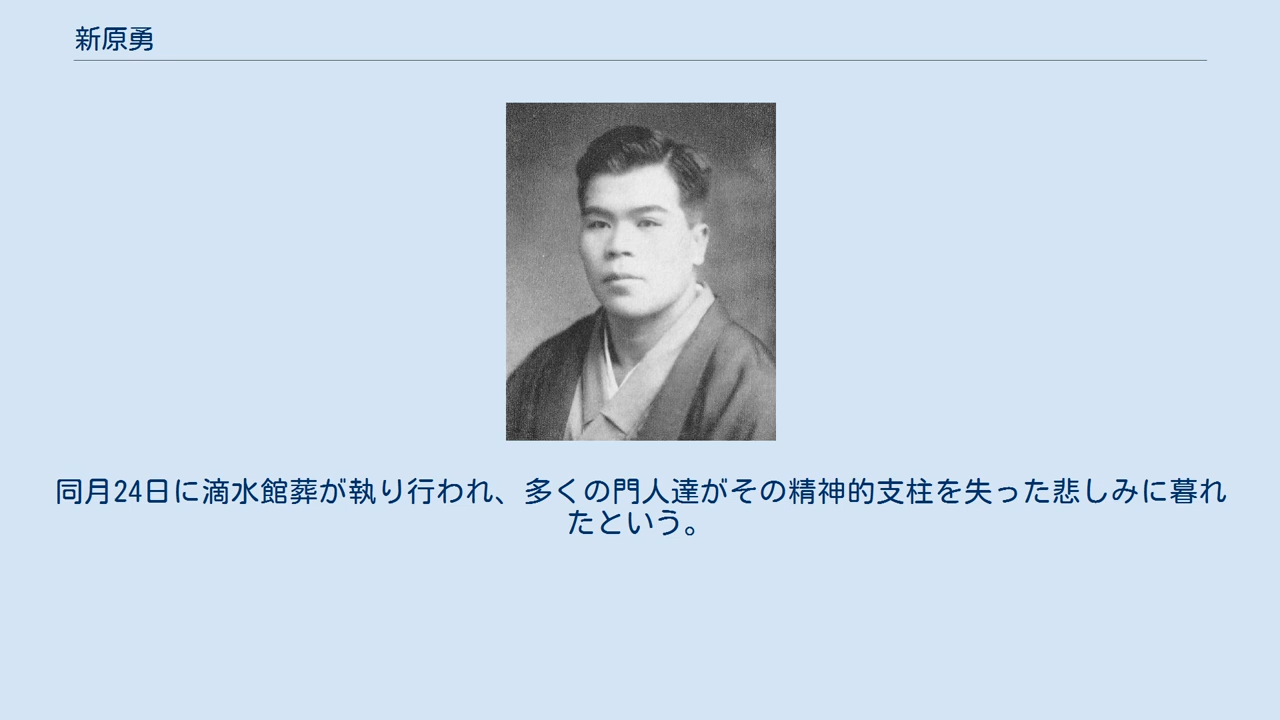 新原勇
同月24日に滴水館葬が執り行われ、多くの門人達がその精神的支柱を失った悲しみに暮れ
たという。